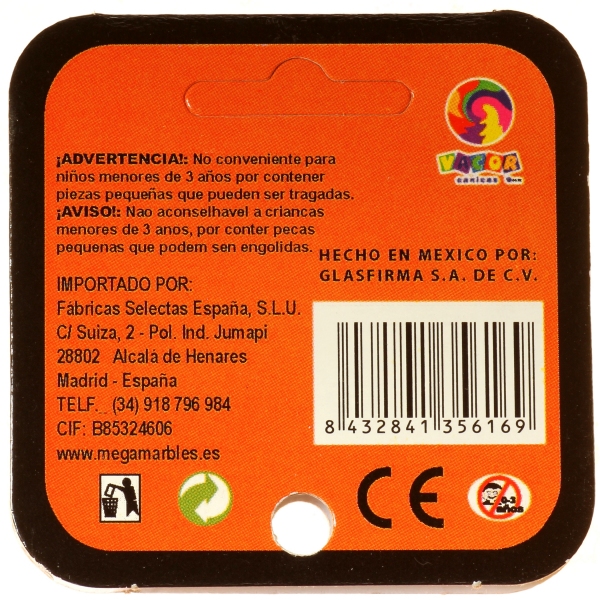 ¡ADVERTENCIA!: No conveniente para
niños menores de 3 años por contener
piezas pequeñas que pueden ser tragadas.
¡AVISO!: Nao aconselhavel a criancas
menores de 3 anos, por conter pecas
pequenas que podem sen engolidas.
VACOR
canicas
HECHO EN MEXICO POR:
GLASFIRMA S.A. DE C.V.
IMPORTADO POR:
Fábricas Selectas España, S.L.U.
C/ Suiza, 2 - Pol. Ind. Jumapi
28802 Alcalá de Henares
Madrid - España
TELF. (34) 918 796 984
CIF: B85324606
www.megamarbles.es
8 432841 356169
CE
0-3
años